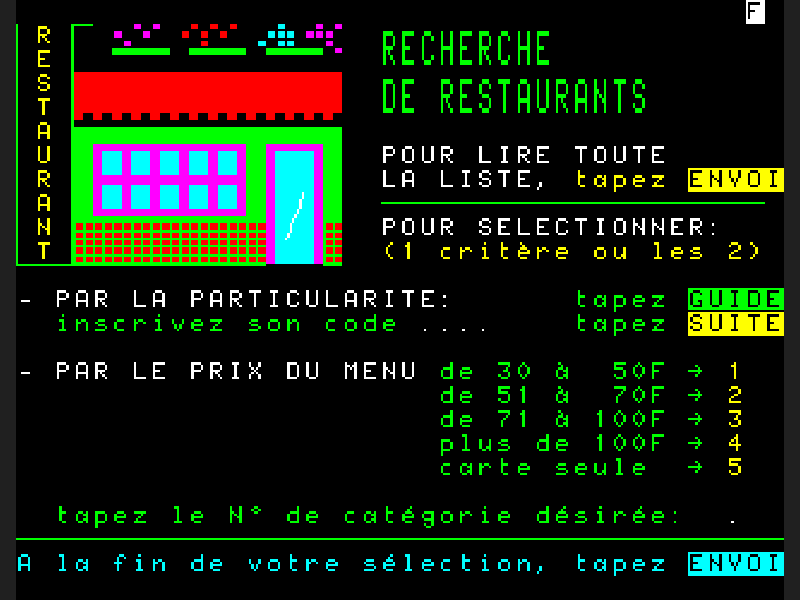 F
RESTAURANT
RECHERCHE
DE RESTAURANTS
POUR LIRE TOUTE
LA LISTE, tapez ENVOI
POUR SELECTIONNER:
(1 critère ou les 2)
- PAR LA PARTICULARITE: tapez GUIDE
inscrivez son code .... tapez SUITE
- PAR LE PRIX DU MENU de 30 à 50F → 1
de 51 à 70F → 2
de 71 à 100F → 3
plus de 100F → 4
carte seule → 5
tapez le N° de catégorie désirée: .
A la fin de votre sélection, tapez ENVOI